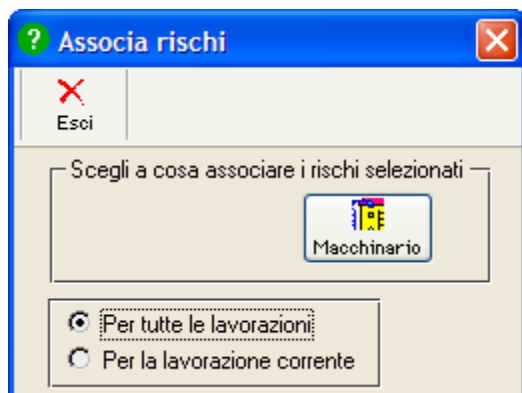 ? Associa rischi
Esci
Scegli a cosa associare i rischi selezionati
Macchinario
Per tutte le lavorazioni
Per la lavorazione corrente